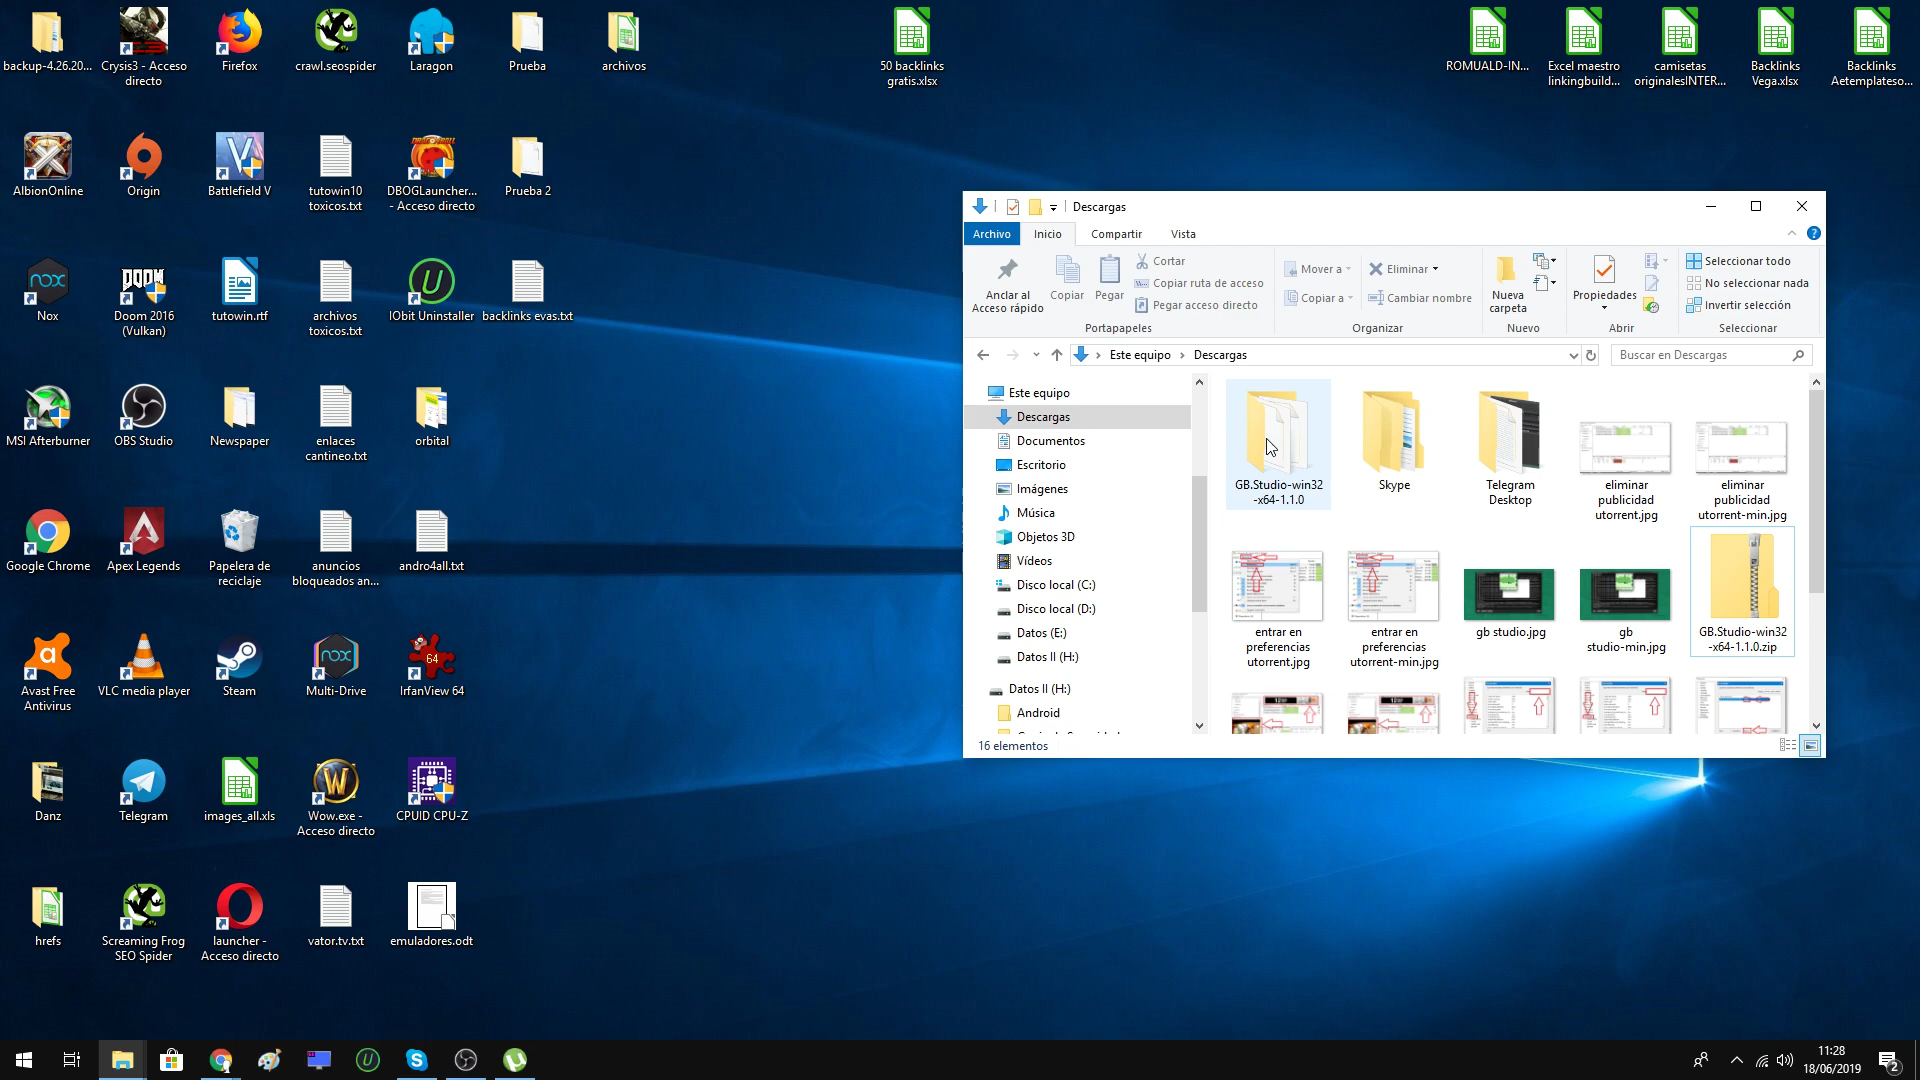 backup-4.26.20...
Crysis3 - Acceso
directo
Firefox
crawl.seospider
Laragon
Prueba
archivos
50 backlinks
gratis.xlsx
ROMUALD-IN...
Excel maestro
linkingbuild...
camisetas
originalesINTER...
Backlinks
Vega.xlsx
Backlinks
Aetemplateso...
AlbionOnline
Origin
Battlefield V
tutowin10
toxicos.txt
DBOGLauncher...
- Acceso directo
Prueba 2
Nox
Doom 2016
(Vulkan)
tutowin.rtf
archivos
toxicos.txt
IObit Uninstaller
backlinks evas.txt
MSI Afterburner
OBS Studio
Newspaper
enlaces
cantineo.txt
orbital
Google Chrome
Apex Legends
Papelera de
reciclaje
anuncios
bloqueados an...
andro4all.txt
Avast Free
Antivirus
VLC media player
Steam
Multi-Drive
IrfanView 64
Danz
Telegram
images_all.xls
Wow.exe -
Acceso directo
CPUID CPU-Z
hrefs
Screaming Frog
SEO Spider
launcher -
Acceso directo
vator.tv.txt
emuladores.odt
Descargas
Archivo
Inicio
Compartir
Vista
Anclar al
Acceso rápido
Copiar
Pegar
Cortar
Copiar ruta de acceso
Pegar acceso directo
Portapapeles
Mover a
Copiar a
Eliminar
Cambiar nombre
Organizar
Nueva
carpeta
Nuevo
Propiedades
Abrir
Seleccionar todo
No seleccionar nada
Invertir selección
Seleccionar
Este equipo > Descargas
Buscar en Descargas
Este equipo
Descargas
Documentos
Escritorio
Imágenes
Música
Objetos 3D
Vídeos
Disco local (C:)
Disco local (D:)
Datos (E:)
Datos II (H:)
Datos II (H:)
Android
GB.Studio-win32
-x64-1.1.0
Skype
Telegram
Desktop
eliminar
publicidad
utorrent.jpg
eliminar
publicidad
utorrent-min.jpg
entrar en
preferencias
utorrent.jpg
entrar en
preferencias
utorrent-min.jpg
gb studio.jpg
gb
studio-min.jpg
GB.Studio-win32
-x64-1.1.0.zip
16 elementos
11:28
18/06/2019
2